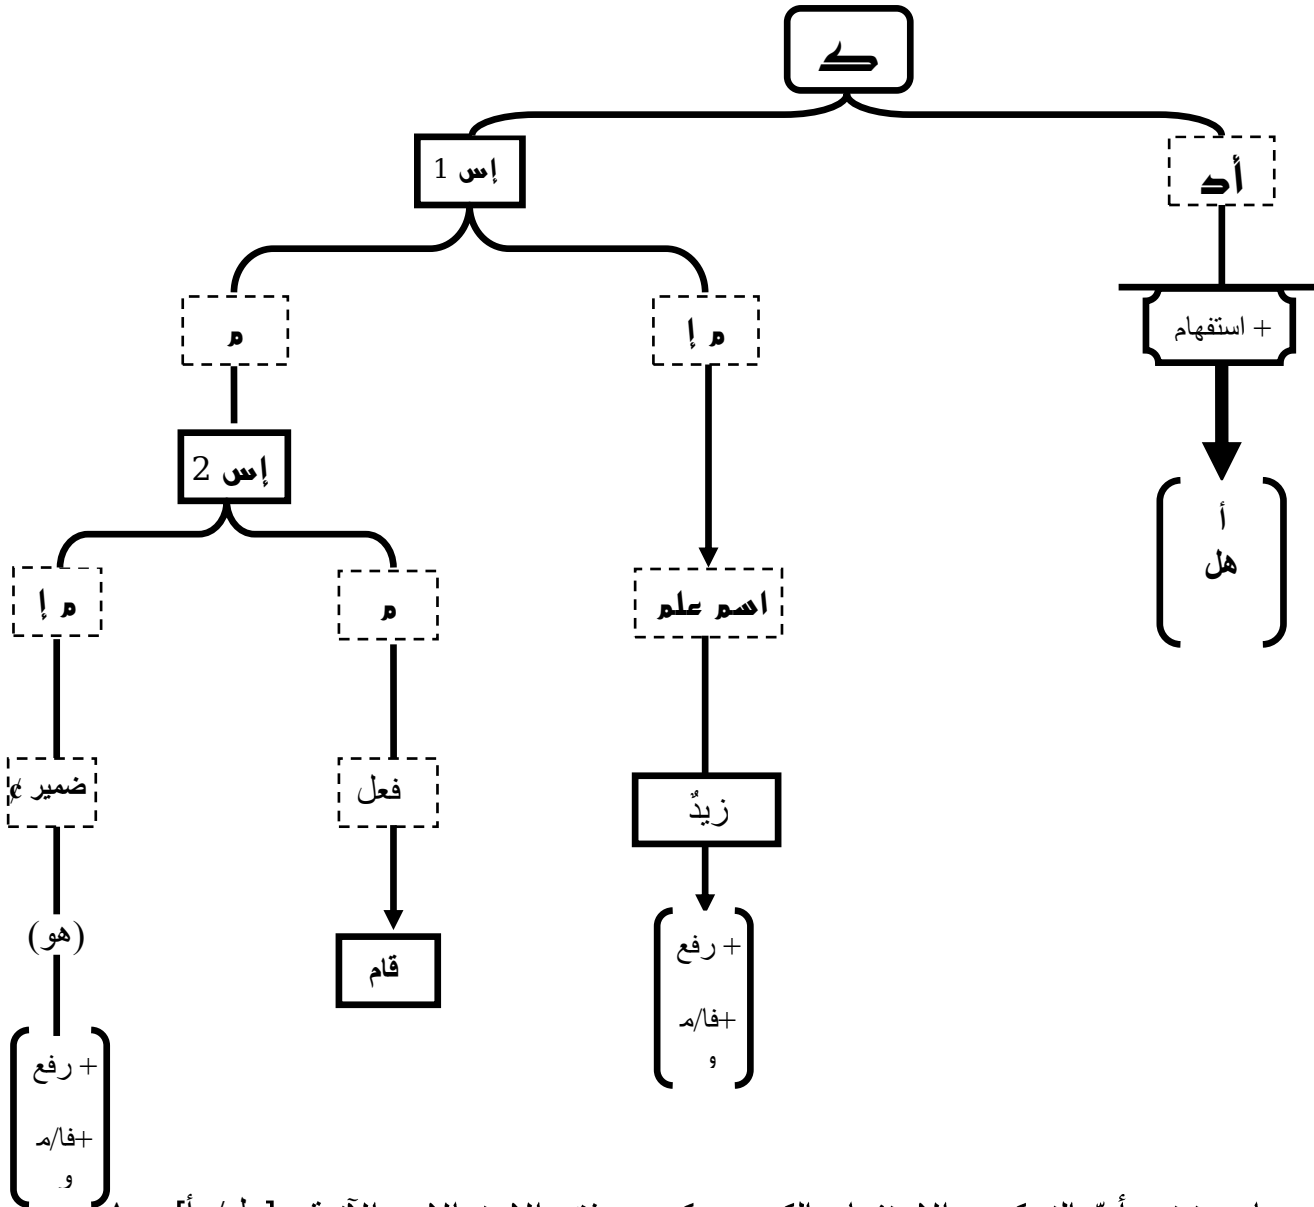 ك
أد
إس 1
+ استفهام
م إ
م
أ
هل
إس 2
اسم علم
م
م إ
زيدٌ
فعل
ضمير
+ رفع
+فا/م
و
قام
(هو)
+ رفع
+فا/م
و